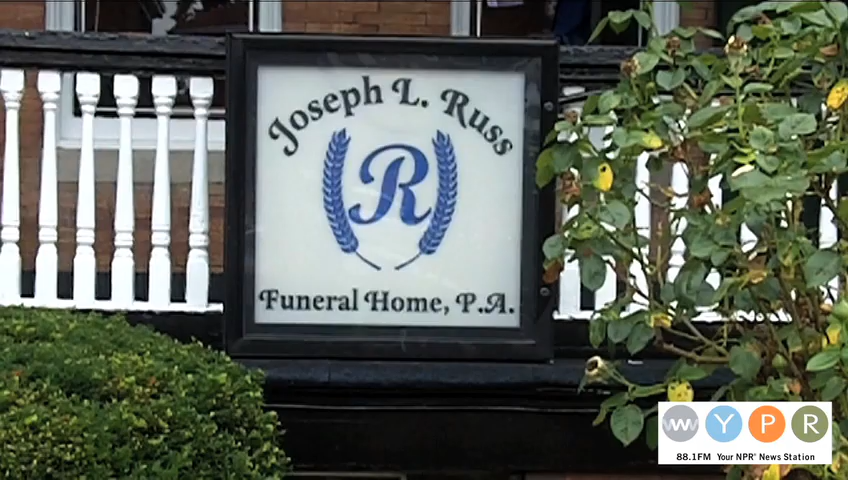 Joseph L. Russ
R
Funeral Home, P.A.
WYPR
88.1FM Your NPR® News Station